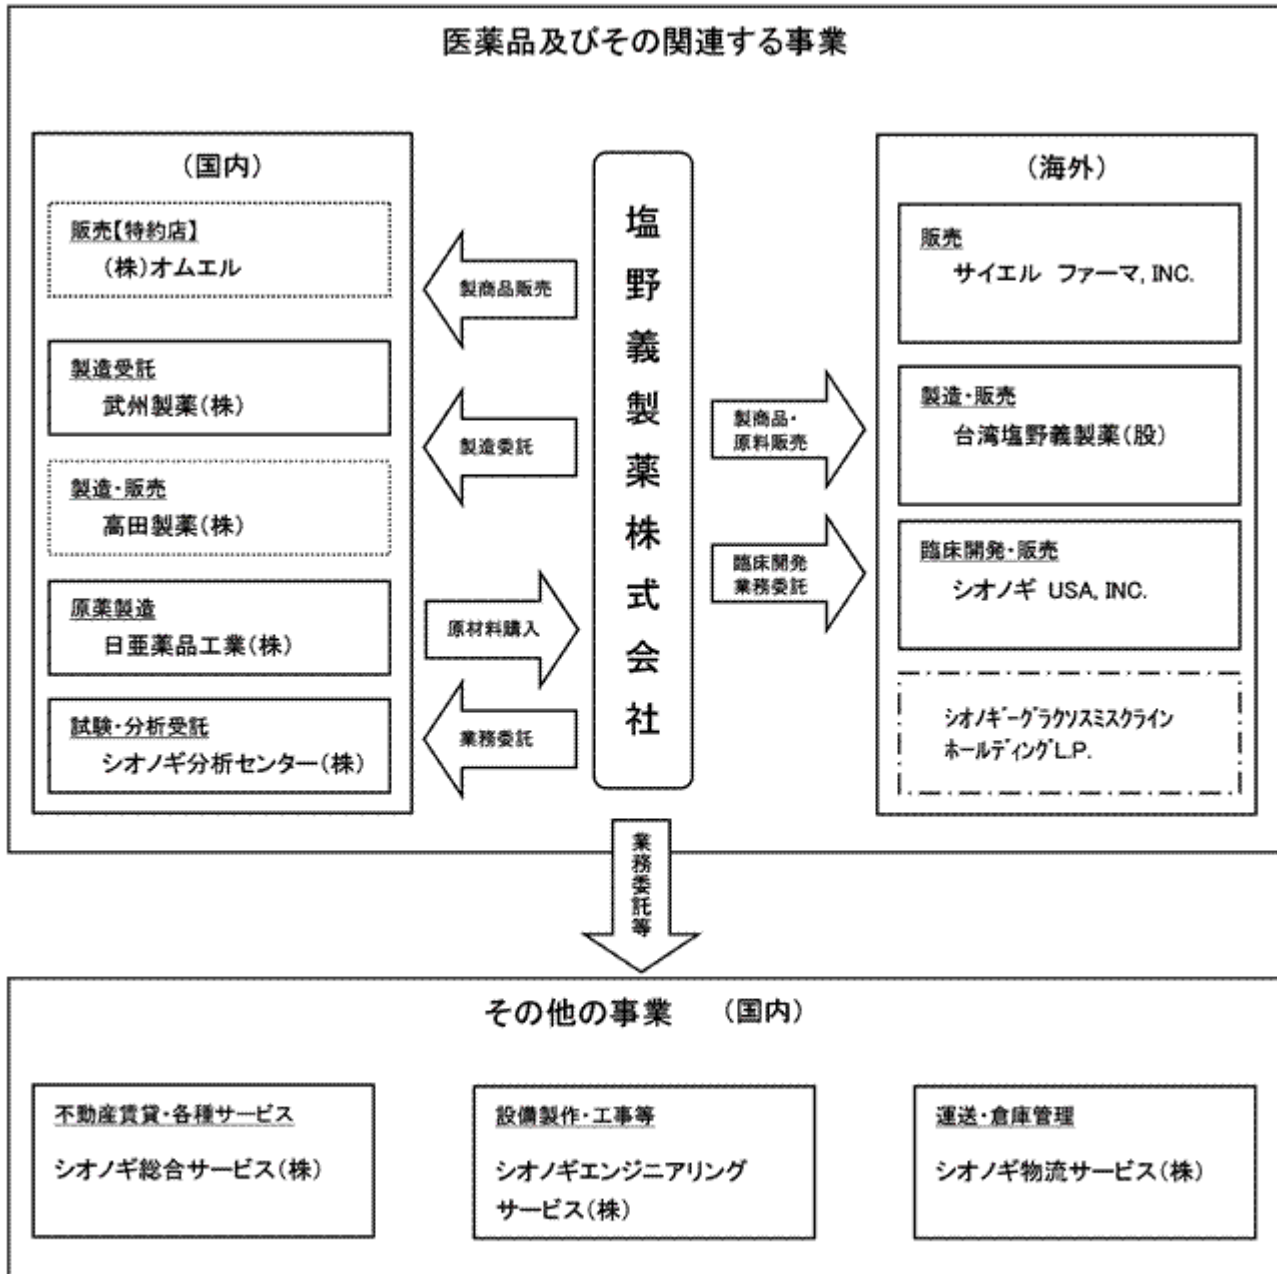 医薬品及びその関連する事業
(国内)
販売【特約店】
(株)オムエル
製造受託
武州製薬(株)
製造・販売
高田製薬(株)
原薬製造
日亜薬品工業(株)
試験・分析受託
シオノギ分析センター(株)
製商品販売
製造委託
原材料購入
業務委託
塩野義製薬株式会社
製商品・
原料販売
臨床開発
業務委託
(海外)
販売
サイエル ファーマ, INC.
製造・販売
台湾塩野義製薬(股)
臨床開発・販売
シオノギ USA, INC.
シオノギーグラクソスミスクライン
ホールディングL.P.
業務委託等
その他の事業 (国内)
不動産賃貸・各種サービス
シオノギ総合サービス(株)
設備製作・工事等
シオノギエンジニアリング
サービス(株)
運送・倉庫管理
シオノギ物流サービス(株)